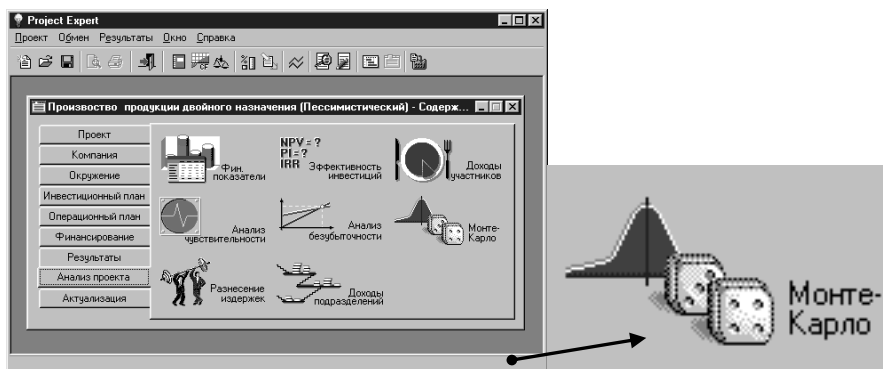 Project Expert
Проект Обмен Результаты Окно Справка
Произвоство продукции двойного назначения (Пессимистический) - Содерж...
Проект
Компания
Окружение
Инвестиционный план
Операционный план
Финансирование
Результаты
Анализ проекта
Актуализация
Фин.
показатели
NPV = ?
PI = ?
IRR
Эффективность
инвестиций
Доходы
участников
Анализ
чувствительности
Анализ
безубыточности
Монте-
Карло
Разнесение
издержек
Доходы
подразделений
Монте-
Карло